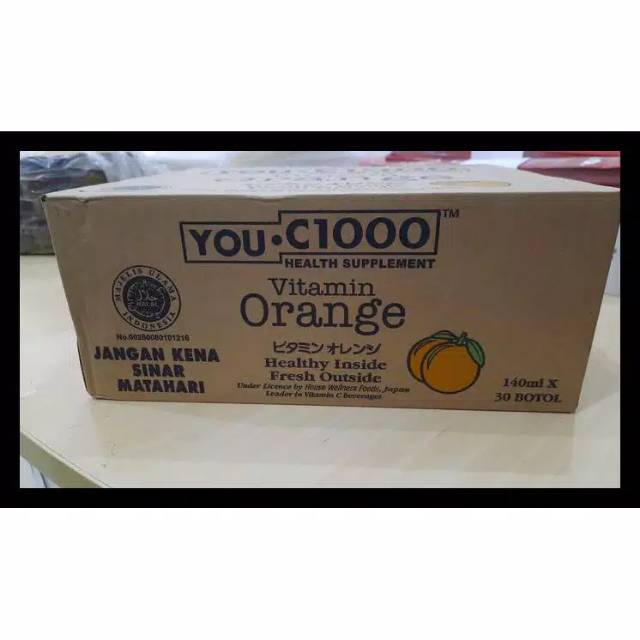 YOU•C1000™
HEALTH SUPPLEMENT
Vitamin
Orange
ビタミン オレンジ
Healthy Inside
Fresh Outside
Under Licence by House Wellness Foods, Japan
Leader in Vitamin C beverages
MAJELIS ULAMA
HALAL
INDONESIA
JANGAN KENA
SINAR
MATAHARI
140ml X
30 BOTOL